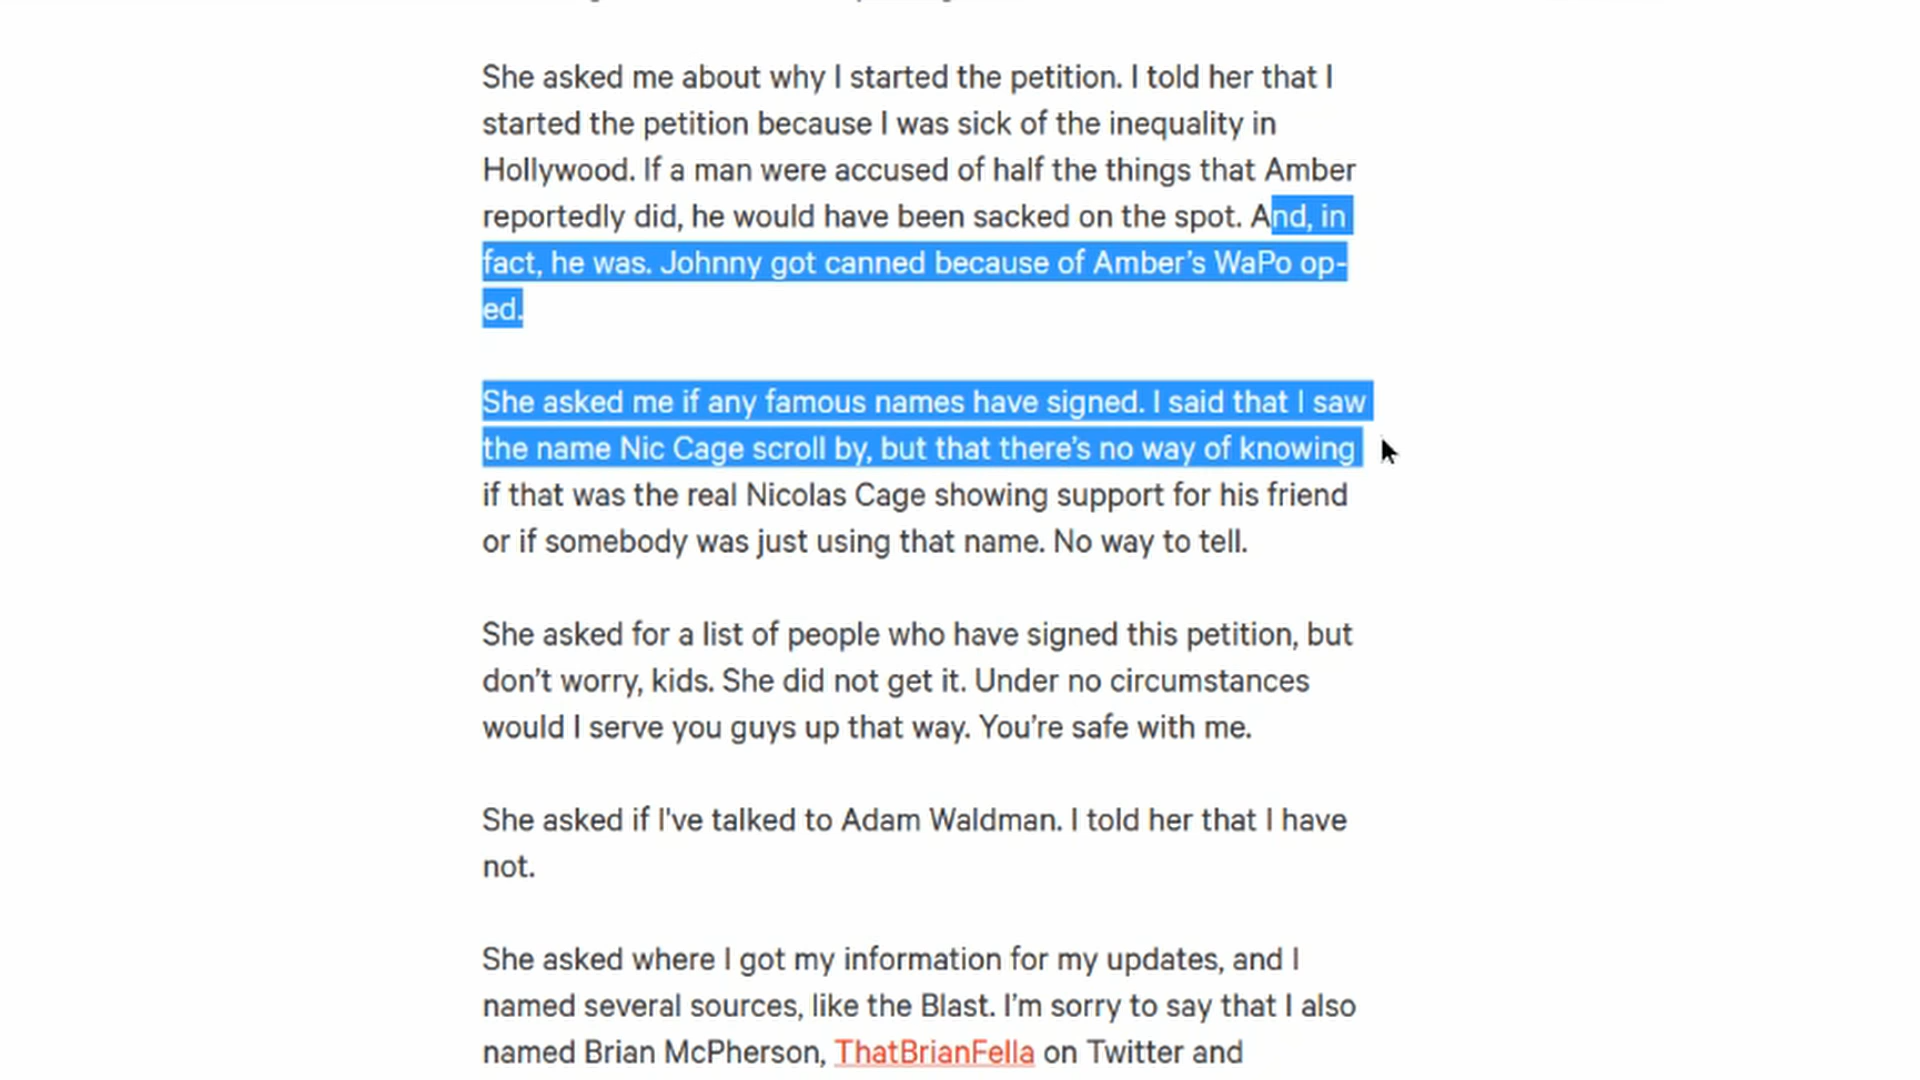 She asked me about why I started the petition. I told her that I
started the petition because I was sick of the inequality in
Hollywood. If a man were accused of half the things that Amber
reportedly did, he would have been sacked on the spot. And, in
fact, he was. Johnny got canned because of Amber’s WaPo op-
ed.
She asked me if any famous names have signed. I said that I saw
the name Nic Cage scroll by, but that there’s no way of knowing
if that was the real Nicolas Cage showing support for his friend
or if somebody was just using that name. No way to tell.
She asked for a list of people who have signed this petition, but
don’t worry, kids. She did not get it. Under no circumstances
would I serve you guys up that way. You’re safe with me.
She asked if I've talked to Adam Waldman. I told her that I have
not.
She asked where I got my information for my updates, and I
named several sources, like the Blast. I’m sorry to say that I also
named Brian McPherson, ThatBrianFella on Twitter and